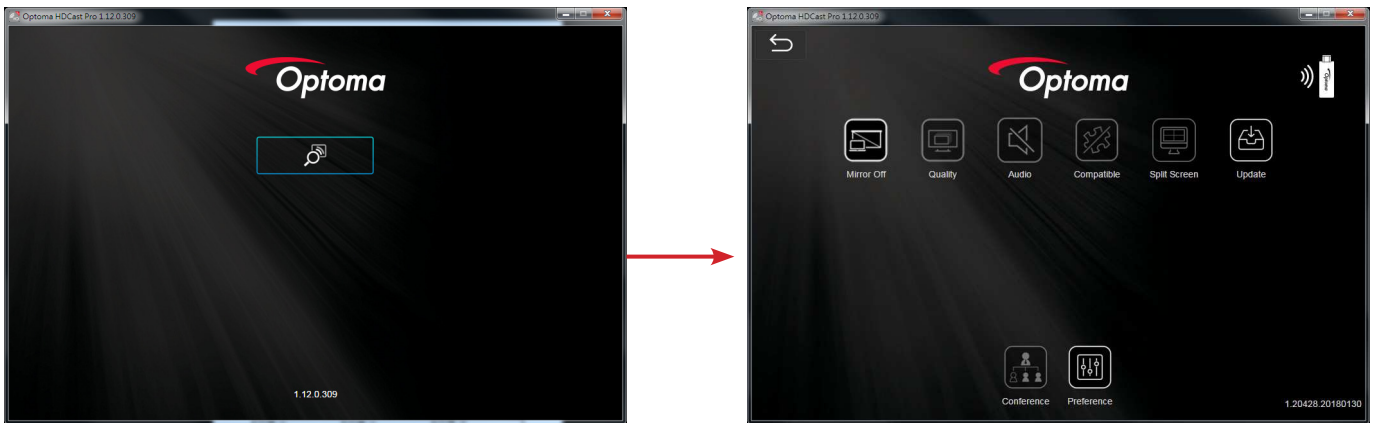 Optoma HDCast Pro 1.12.0.309
Optoma
1.12.0.309
Optoma HDCast Pro 1.12.0.309
Optoma
Optoma
Mirror Off Quality Audio Compatible Split Screen Update
Conference Preference
1.20428.20180130